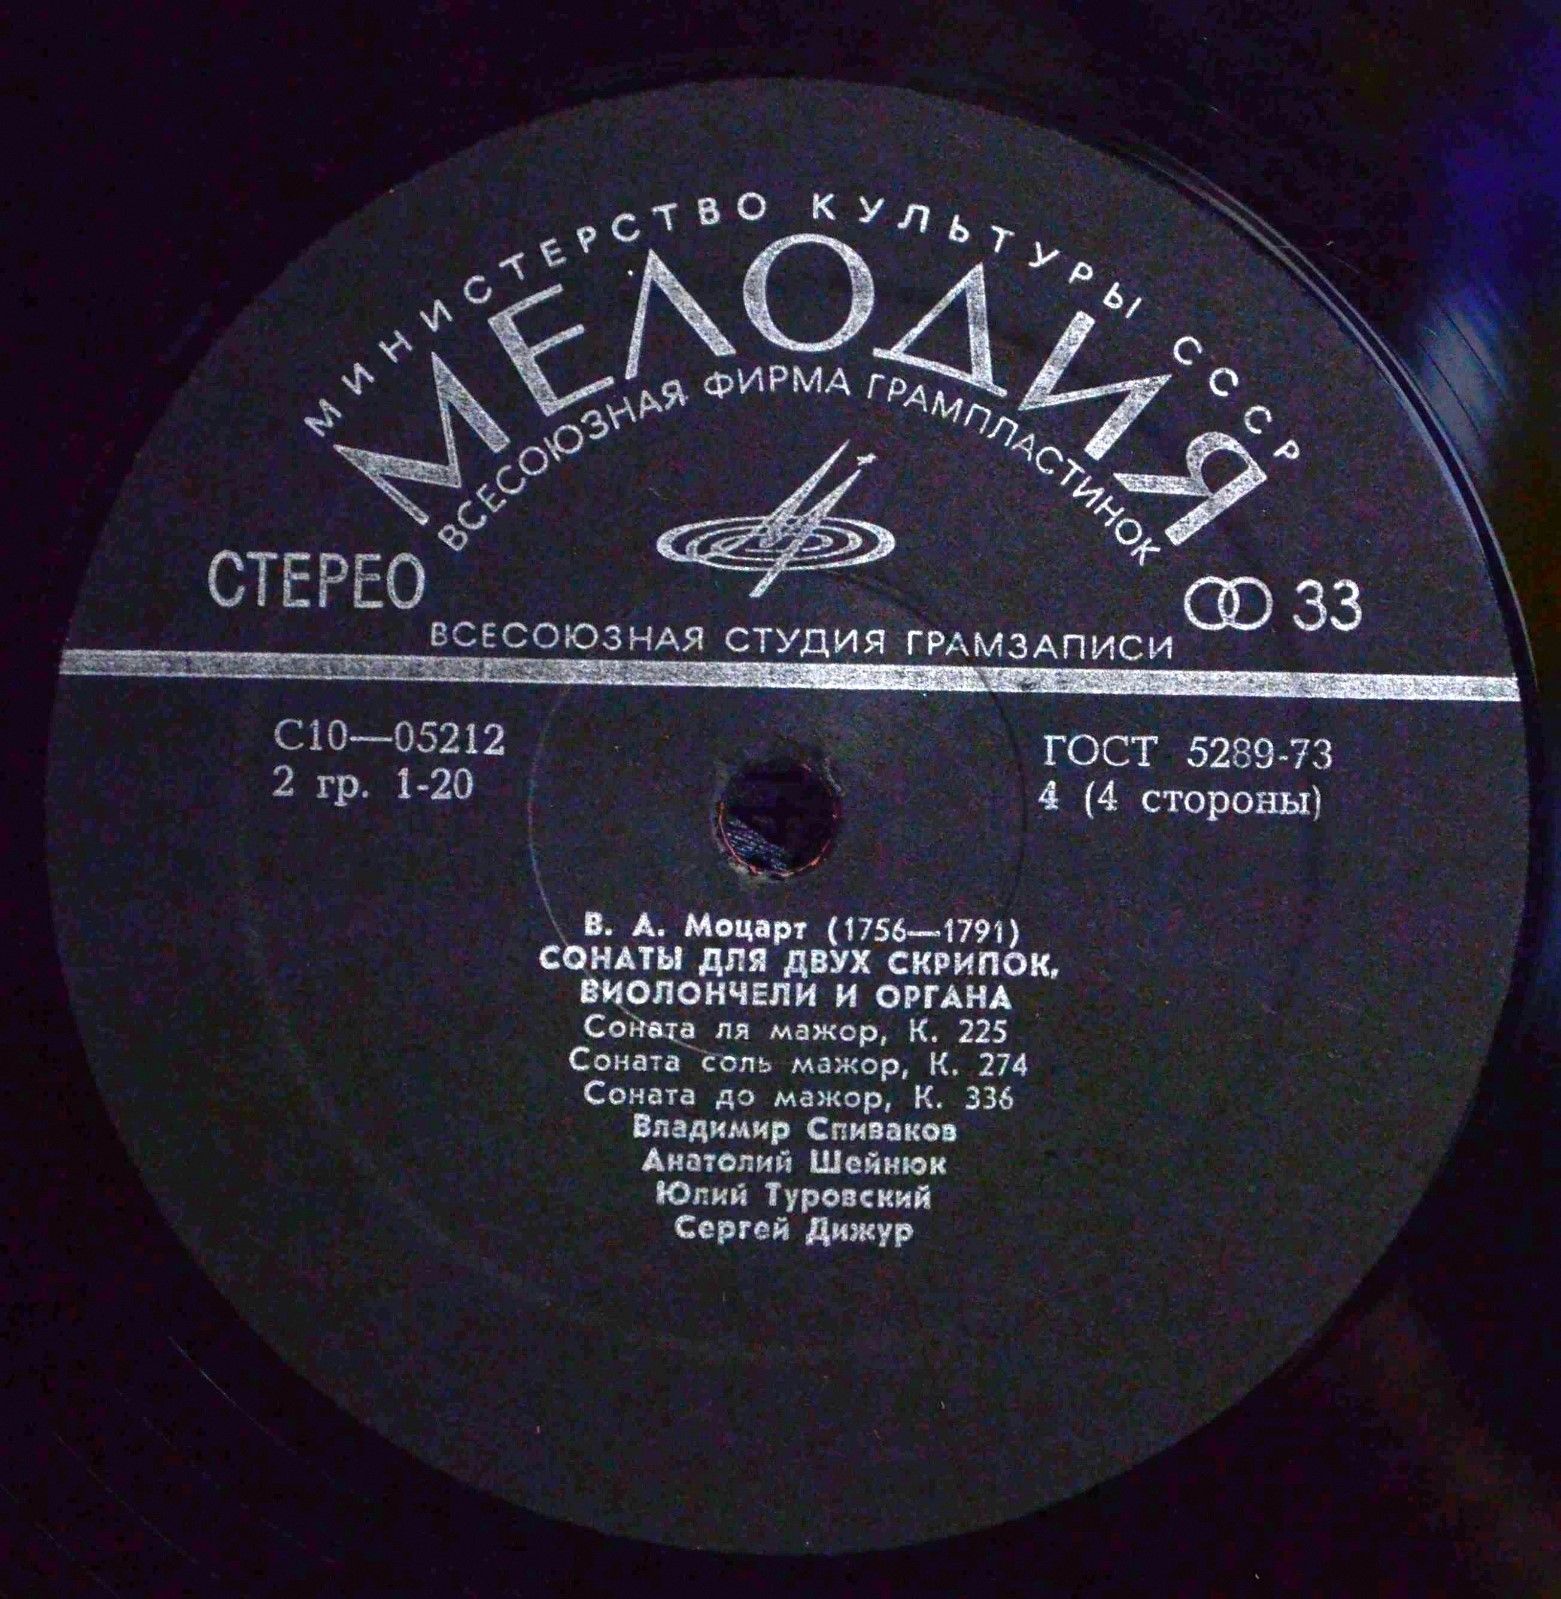 МИНИСТЕРСТВО КУЛЬТУРЫ СССР
МЕЛОДИЯ
ВСЕСОЮЗНАЯ ФИРМА ГРАМПЛАСТИНОК
СТЕРЕО
33
ВСЕСОЮЗНАЯ СТУДИЯ ГРАМЗАПИСИ
С10—05212
2 гр. 1-20
ГОСТ 5289-73
4 (4 стороны)
В. А. Моцарт (1756—1791)
СОНАТЫ ДЛЯ ДВУХ СКРИПОК,
ВИОЛОНЧЕЛИ И ОРГАНА
Соната ля мажор, К. 225
Соната соль мажор, К. 274
Соната до мажор, К. 336
Владимир Спиваков
Анатолий Шейнюк
Юлий Туровский
Сергей Дижур